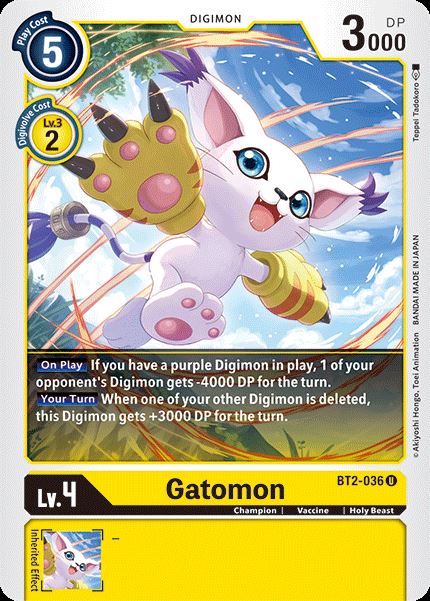 Play Cost
5
DIGIMON
DP
3000
Digivolve Cost
Lv.3
2
Teppei Tadokoro
© Akiyoshi Hongo, Toei Animation BANDAI MADE IN JAPAN
On Play If you have a purple Digimon in play, 1 of your
opponent's Digimon gets -4000 DP for the turn.
Your Turn When one of your other Digimon is deleted,
this Digimon gets +3000 DP for the turn.
Lv.4
Gatomon
BT2-036 U
Champion | Vaccine | Holy Beast
Inherited Effect
–